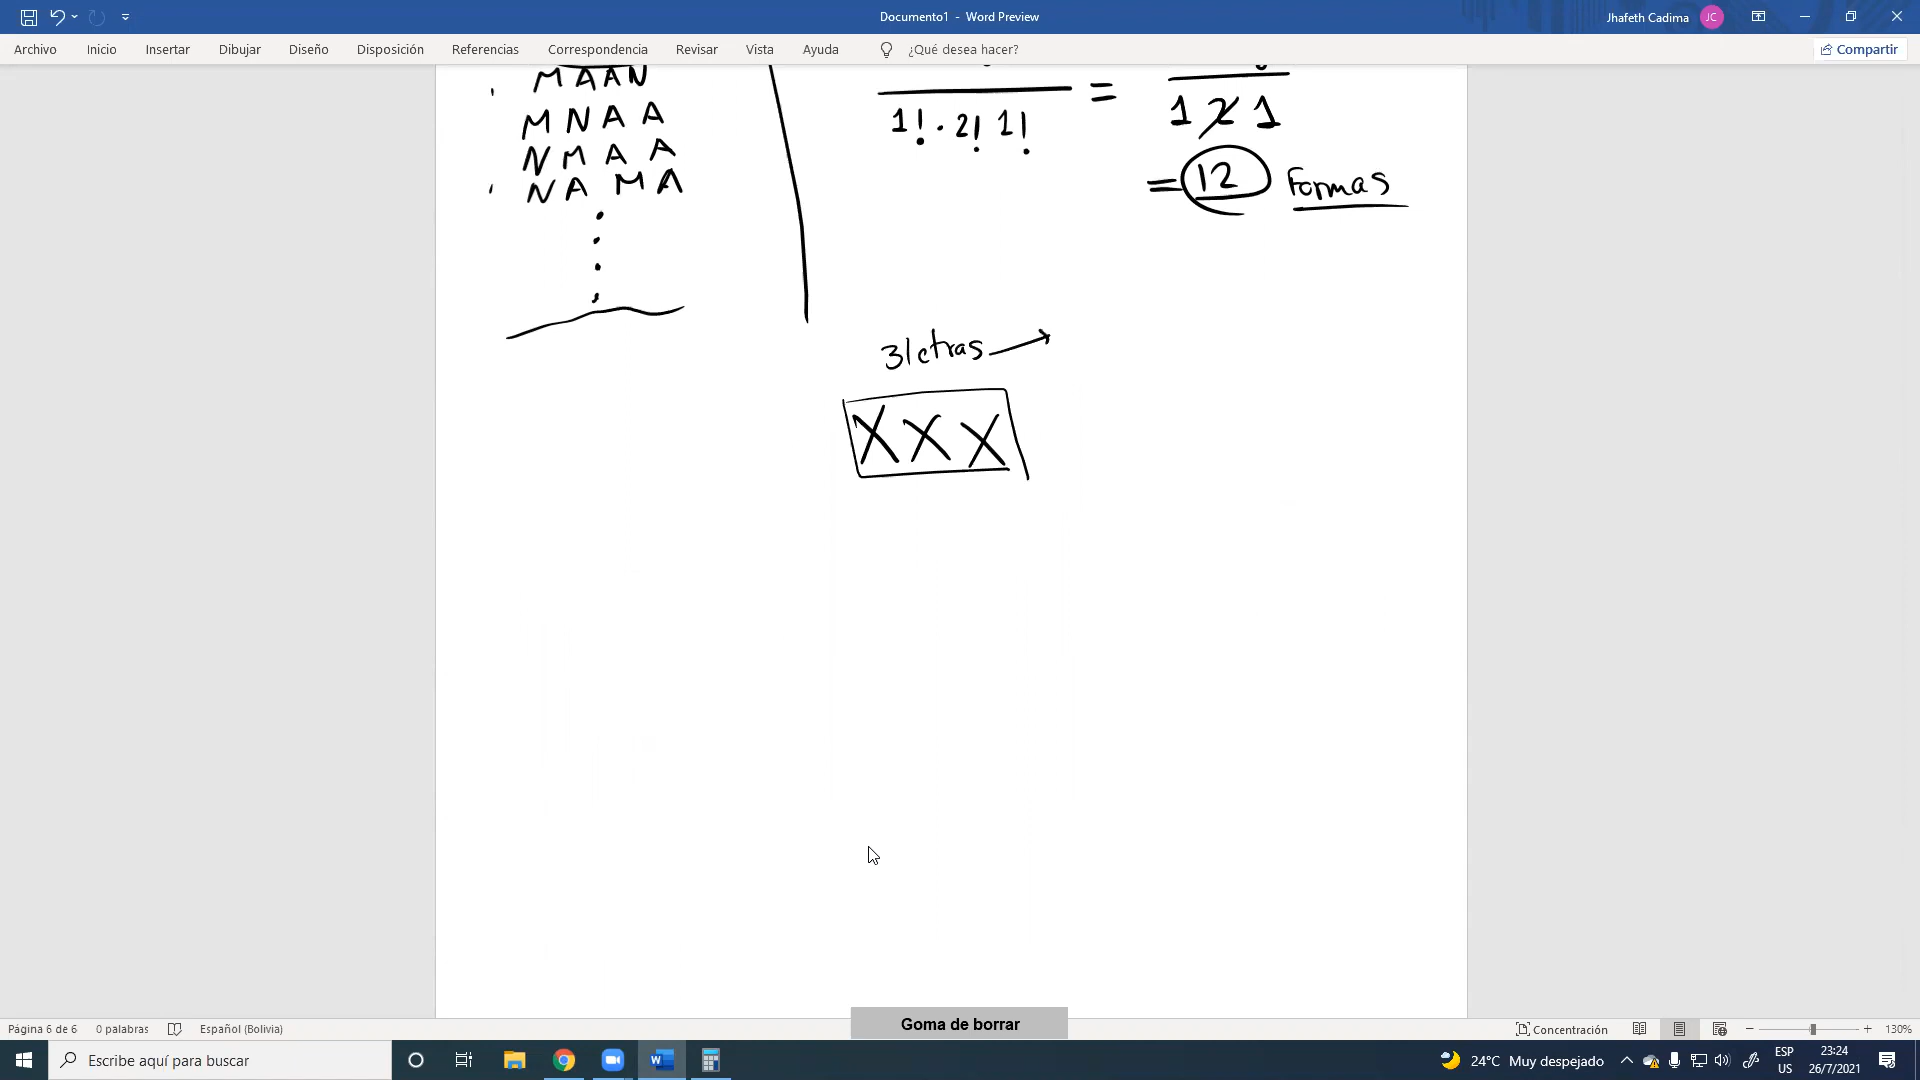 Documento1 - Word Preview
Jhafeth Cadima
JC
Archivo Inicio Insertar Dibujar Diseño Disposición Referencias Correspondencia Revisar Vista Ayuda ¿Qué desea hacer? Compartir
MAAN
MNAA
NMAA
NAMA
1! · 2! 1!
=
1 2 1
= 12 Formas
3 letras
X X X
Goma de borrar
Página 6 de 6 0 palabras Español (Bolivia) Concentración 130%
Escribe aquí para buscar
24°C Muy despejado
ESP
US
23:24
26/7/2021